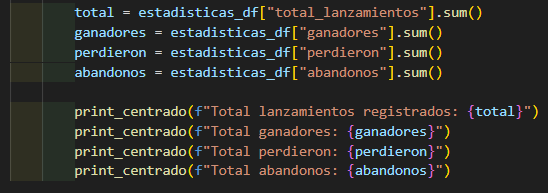 total = estadisticas_df["total_lanzamientos"].sum()
ganadores = estadisticas_df["ganadores"].sum()
perdieron = estadisticas_df["perdieron"].sum()
abandonos = estadisticas_df["abandonos"].sum()

print_centrado(f"Total lanzamientos registrados: {total}")
print_centrado(f"Total ganadores: {ganadores}")
print_centrado(f"Total perdieron: {perdieron}")
print_centrado(f"Total abandonos: {abandonos}")